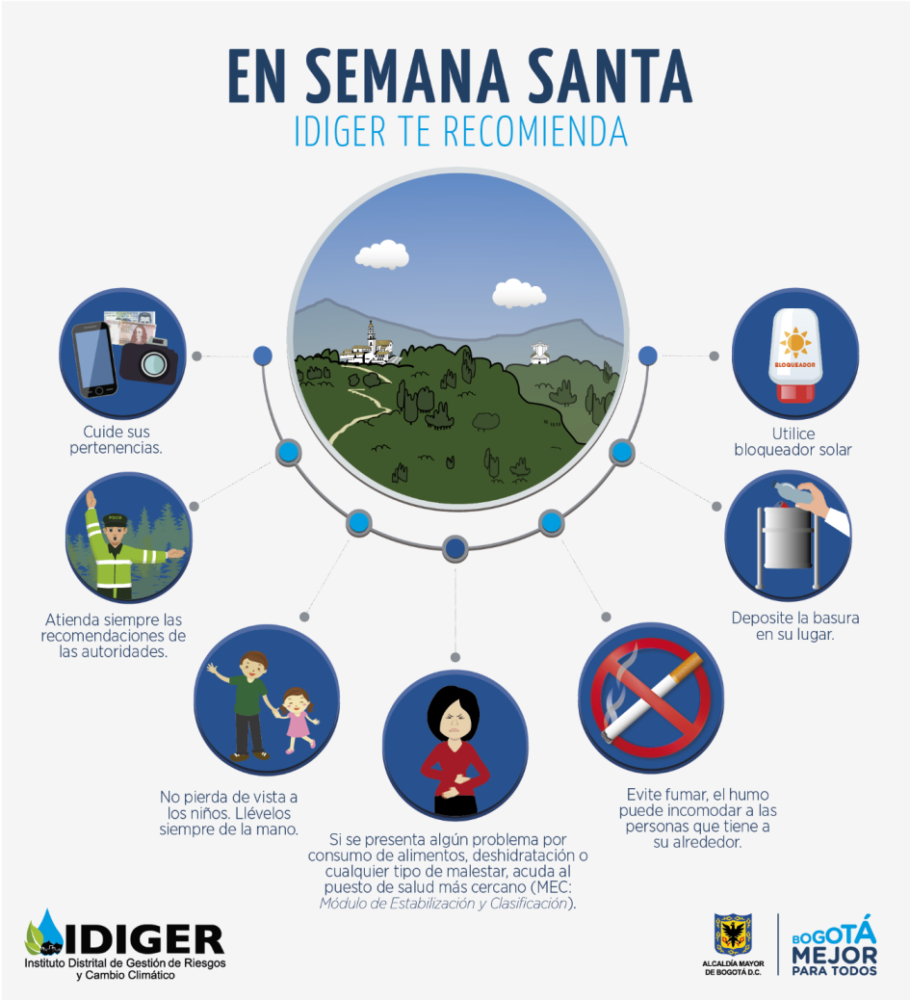 EN SEMANA SANTA
IDIGER TE RECOMIENDA
Cuide sus
pertenencias.
Atienda siempre las
recomendaciones de
las autoridades.
POLICIA
No pierda de vista a
los niños. Llévelos
siempre de la mano.
Si se presenta algún problema por
consumo de alimentos, deshidratación o
cualquier tipo de malestar, acuda al
puesto de salud más cercano (MEC:
Módulo de Estabilización y Clasificación).
Evite fumar, el humo
puede incomodar a las
personas que tiene a
su alrededor.
Deposite la basura
en su lugar.
BLOQUEADOR
Utilice
bloqueador solar
IDIGER
Instituto Distrital de Gestión de Riesgos
y Cambio Climático
ALCALDÍA MAYOR
DE BOGOTÁ D.C.
BOGOTÁ
MEJOR
PARA TODOS